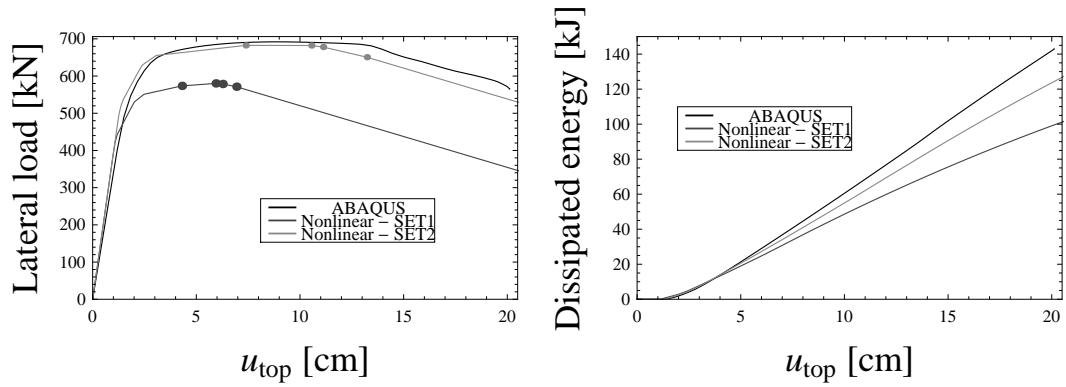 Lateral load [kN]
700
600
500
400
300
200
100
0
0 5 10 15 20
u_top [cm]
ABAQUS
Nonlinear – SET1
Nonlinear – SET2
Dissipated energy [kJ]
140
120
100
80
60
40
20
0
0 5 10 15 20
u_top [cm]
ABAQUS
Nonlinear – SET1
Nonlinear – SET2